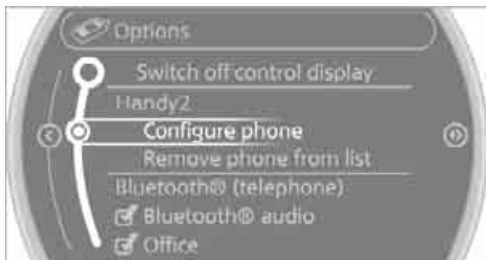 Options
Switch off control display
Handy2
Configure phone
Remove phone from list
Bluetooth® (telephone)
Bluetooth® audio
Office